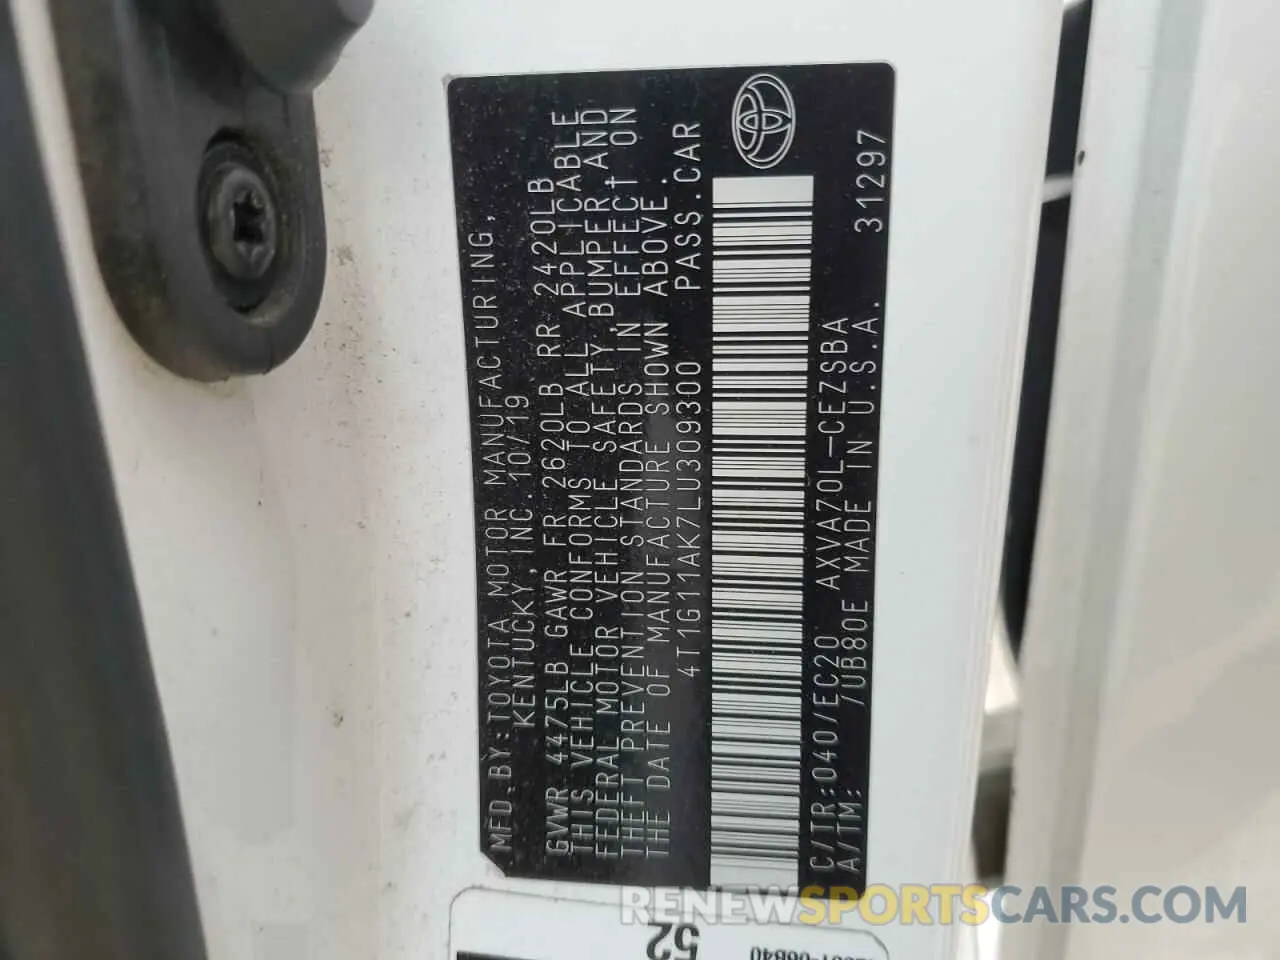 MFD.BY:TOYOTA MOTOR MANUFACTURING,
KENTUCKY, INC. 10/19
GVWR 4475LB GAWR FR 2620LB RR 2420LB
THIS VEHICLE CONFORMS TO ALL APPLICABLE
FEDERAL MOTOR VEHICLE SAFETY, BUMPER, AND
THEFT PREVENTION STANDARDS IN EFFECT ON
THE DATE OF MANUFACTURE SHOWN ABOVE.
4T1G11AK7LU309300 PASS.CAR
C/TR:040/EC20 AXVA70L-CEZSBA
A/TM: /UB80E MADE IN U.S.A. 31297
52
RENEWSPORTSCARS.COM